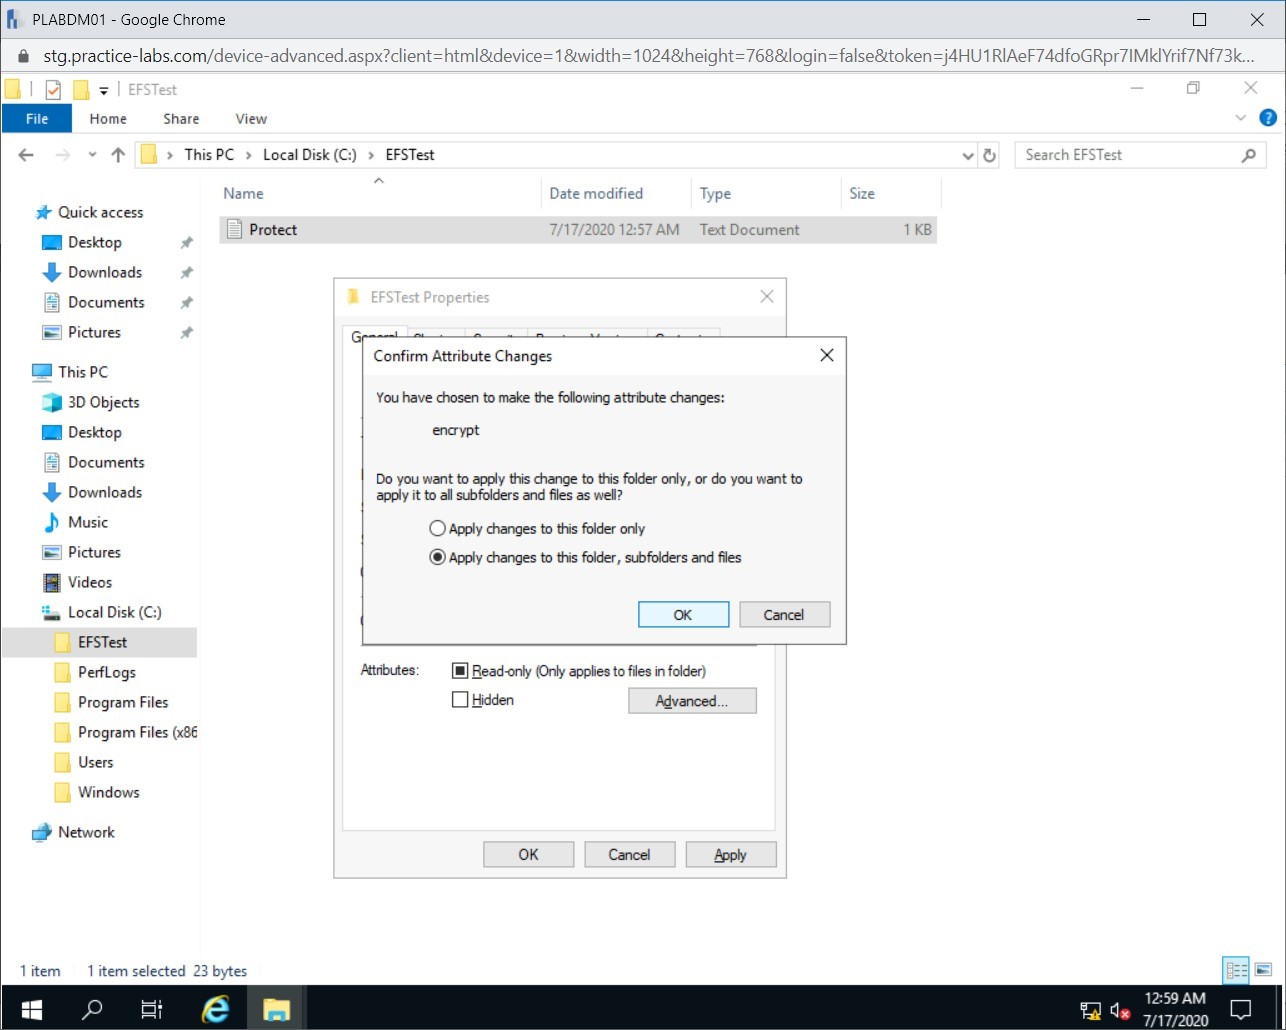 PLABDM01 - Google Chrome
stg.practice-labs.com/device-advanced.aspx?client=html&device=1&width=1024&height=768&login=false&token=j4HU1RlAeF74dfoGRpr7IMklYrif7Nf73k...
EFSTest
File Home Share View
This PC > Local Disk (C:) > EFSTest
Search EFSTest
Name Date modified Type Size
Protect 7/17/2020 12:57 AM Text Document 1 KB
Quick access
Desktop
Downloads
Documents
Pictures
This PC
3D Objects
Desktop
Documents
Downloads
Music
Pictures
Videos
Local Disk (C:)
EFSTest
PerfLogs
Program Files
Program Files (x86
Users
Windows
Network
EFSTest Properties
General
Confirm Attribute Changes
You have chosen to make the following attribute changes:
encrypt
Do you want to apply this change to this folder only, or do you want to
apply it to all subfolders and files as well?
Apply changes to this folder only
Apply changes to this folder, subfolders and files
OK Cancel
Attributes: Read-only (Only applies to files in folder)
Hidden Advanced...
OK Cancel Apply
1 item 1 item selected 23 bytes
12:59 AM
7/17/2020